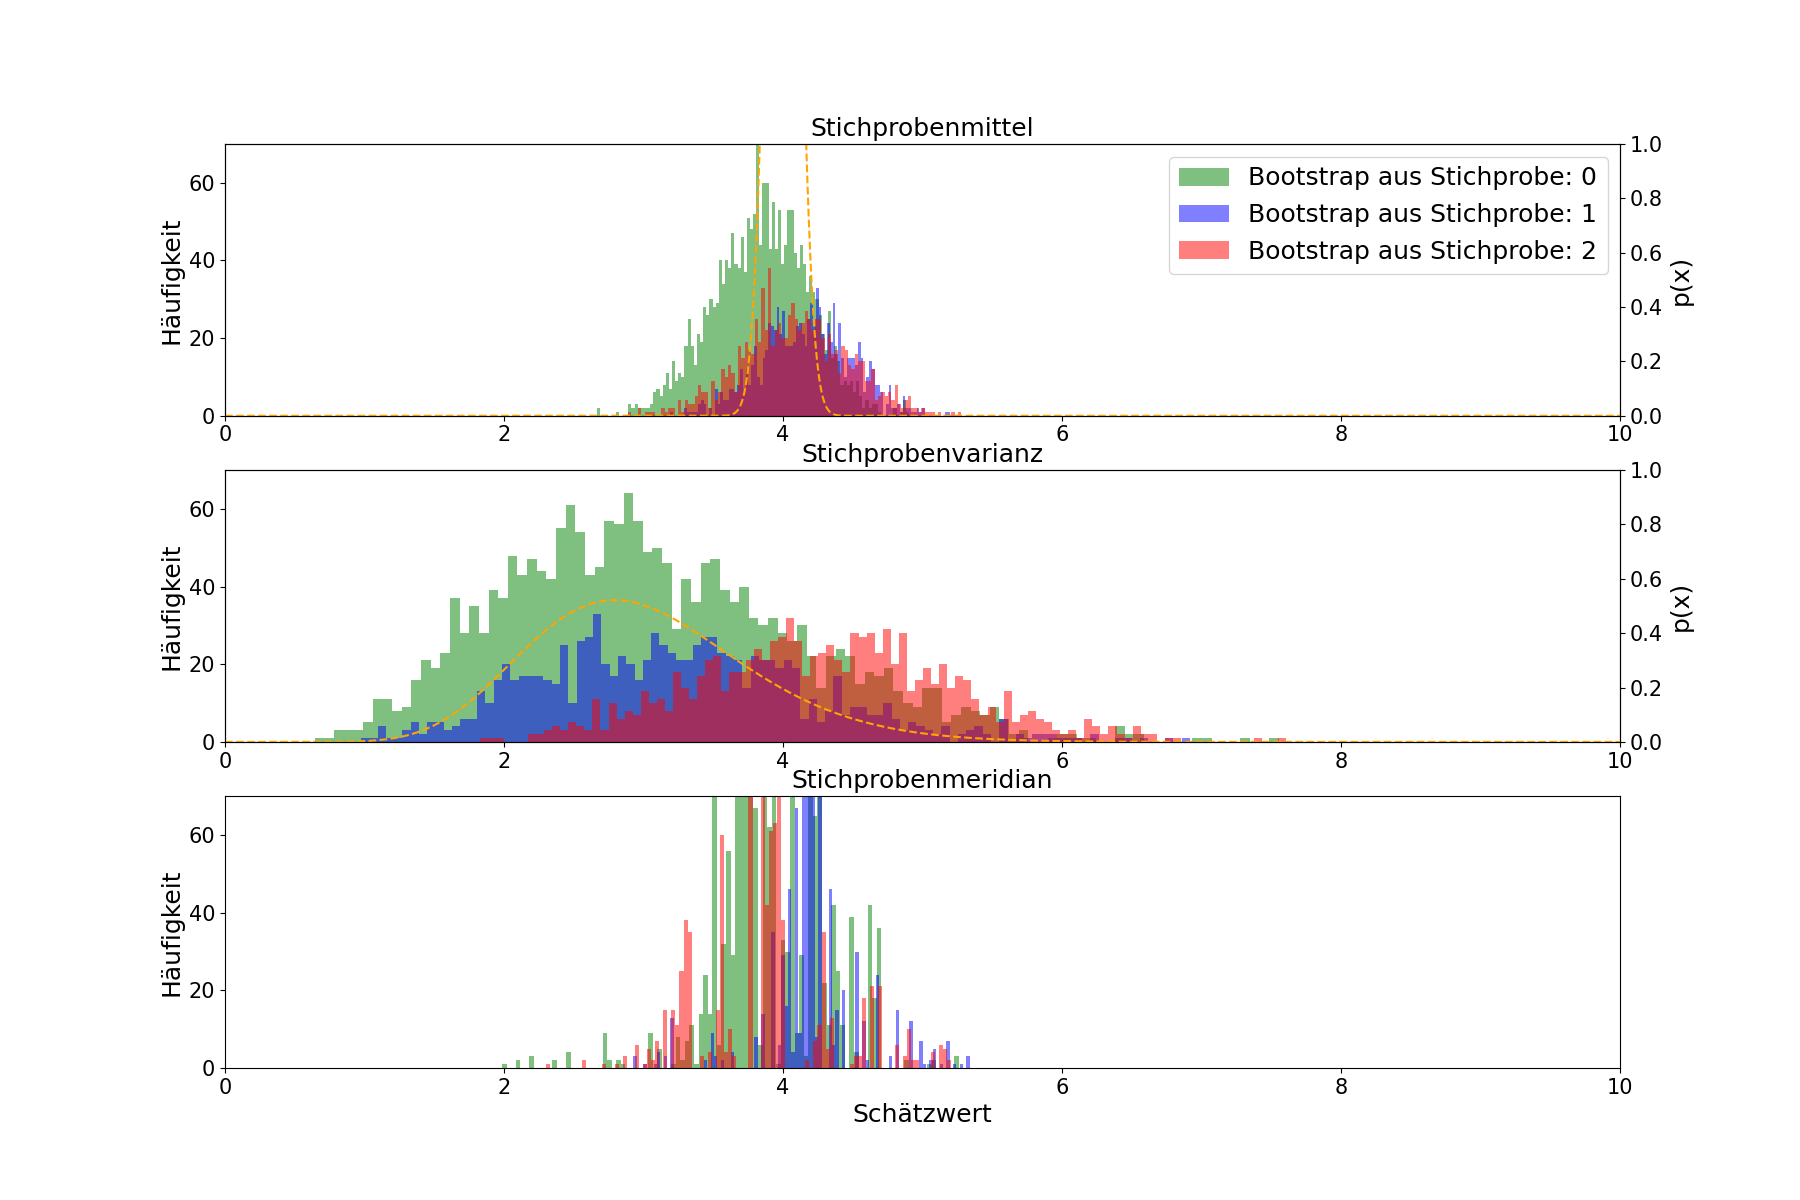 Stichprobenmittel
Häufigkeit
60
40
20
0
0 2 4 6 8 10
1.0
0.8
0.6
0.4
0.2
0.0
p(x)
Bootstrap aus Stichprobe: 0
Bootstrap aus Stichprobe: 1
Bootstrap aus Stichprobe: 2
Stichprobenvarianz
Häufigkeit
60
40
20
0
0 2 4 6 8 10
1.0
0.8
0.6
0.4
0.2
0.0
p(x)
Stichprobenmeridian
Häufigkeit
60
40
20
0
0 2 4 6 8 10
Schätzwert